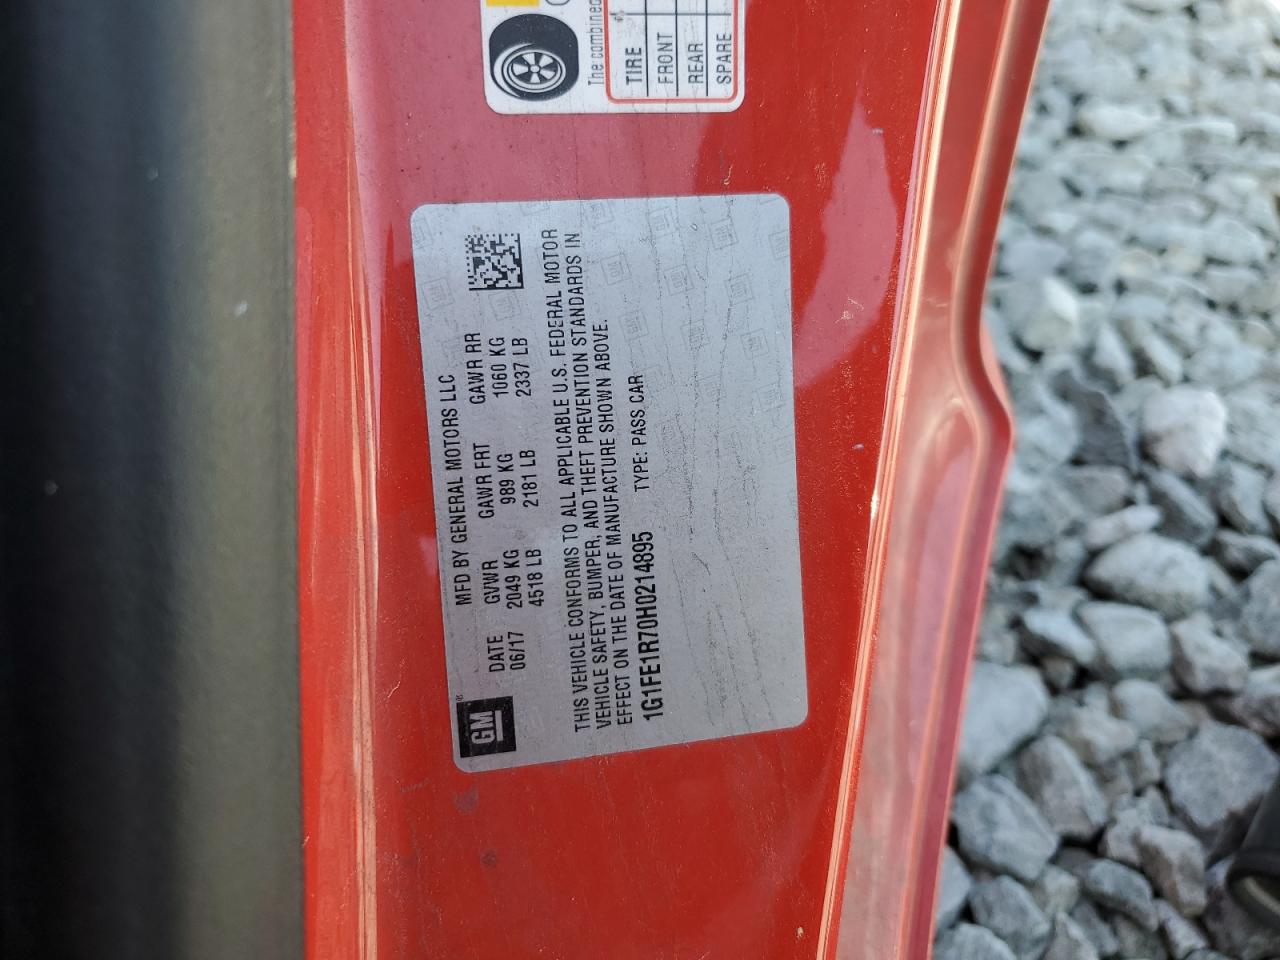 MFD BY GENERAL MOTORS LLC
DATE GVWR GAWR FRT GAWR RR
06/17 2049 KG 989 KG 1060 KG
4518 LB 2181 LB 2337 LB
THIS VEHICLE CONFORMS TO ALL APPLICABLE U.S. FEDERAL MOTOR
VEHICLE SAFETY, BUMPER, AND THEFT PREVENTION STANDARDS IN
EFFECT ON THE DATE OF MANUFACTURE SHOWN ABOVE.
1G1FE1R70H0214895 TYPE: PASS CAR
GM ®
The combined
TIRE
FRONT
REAR
SPARE